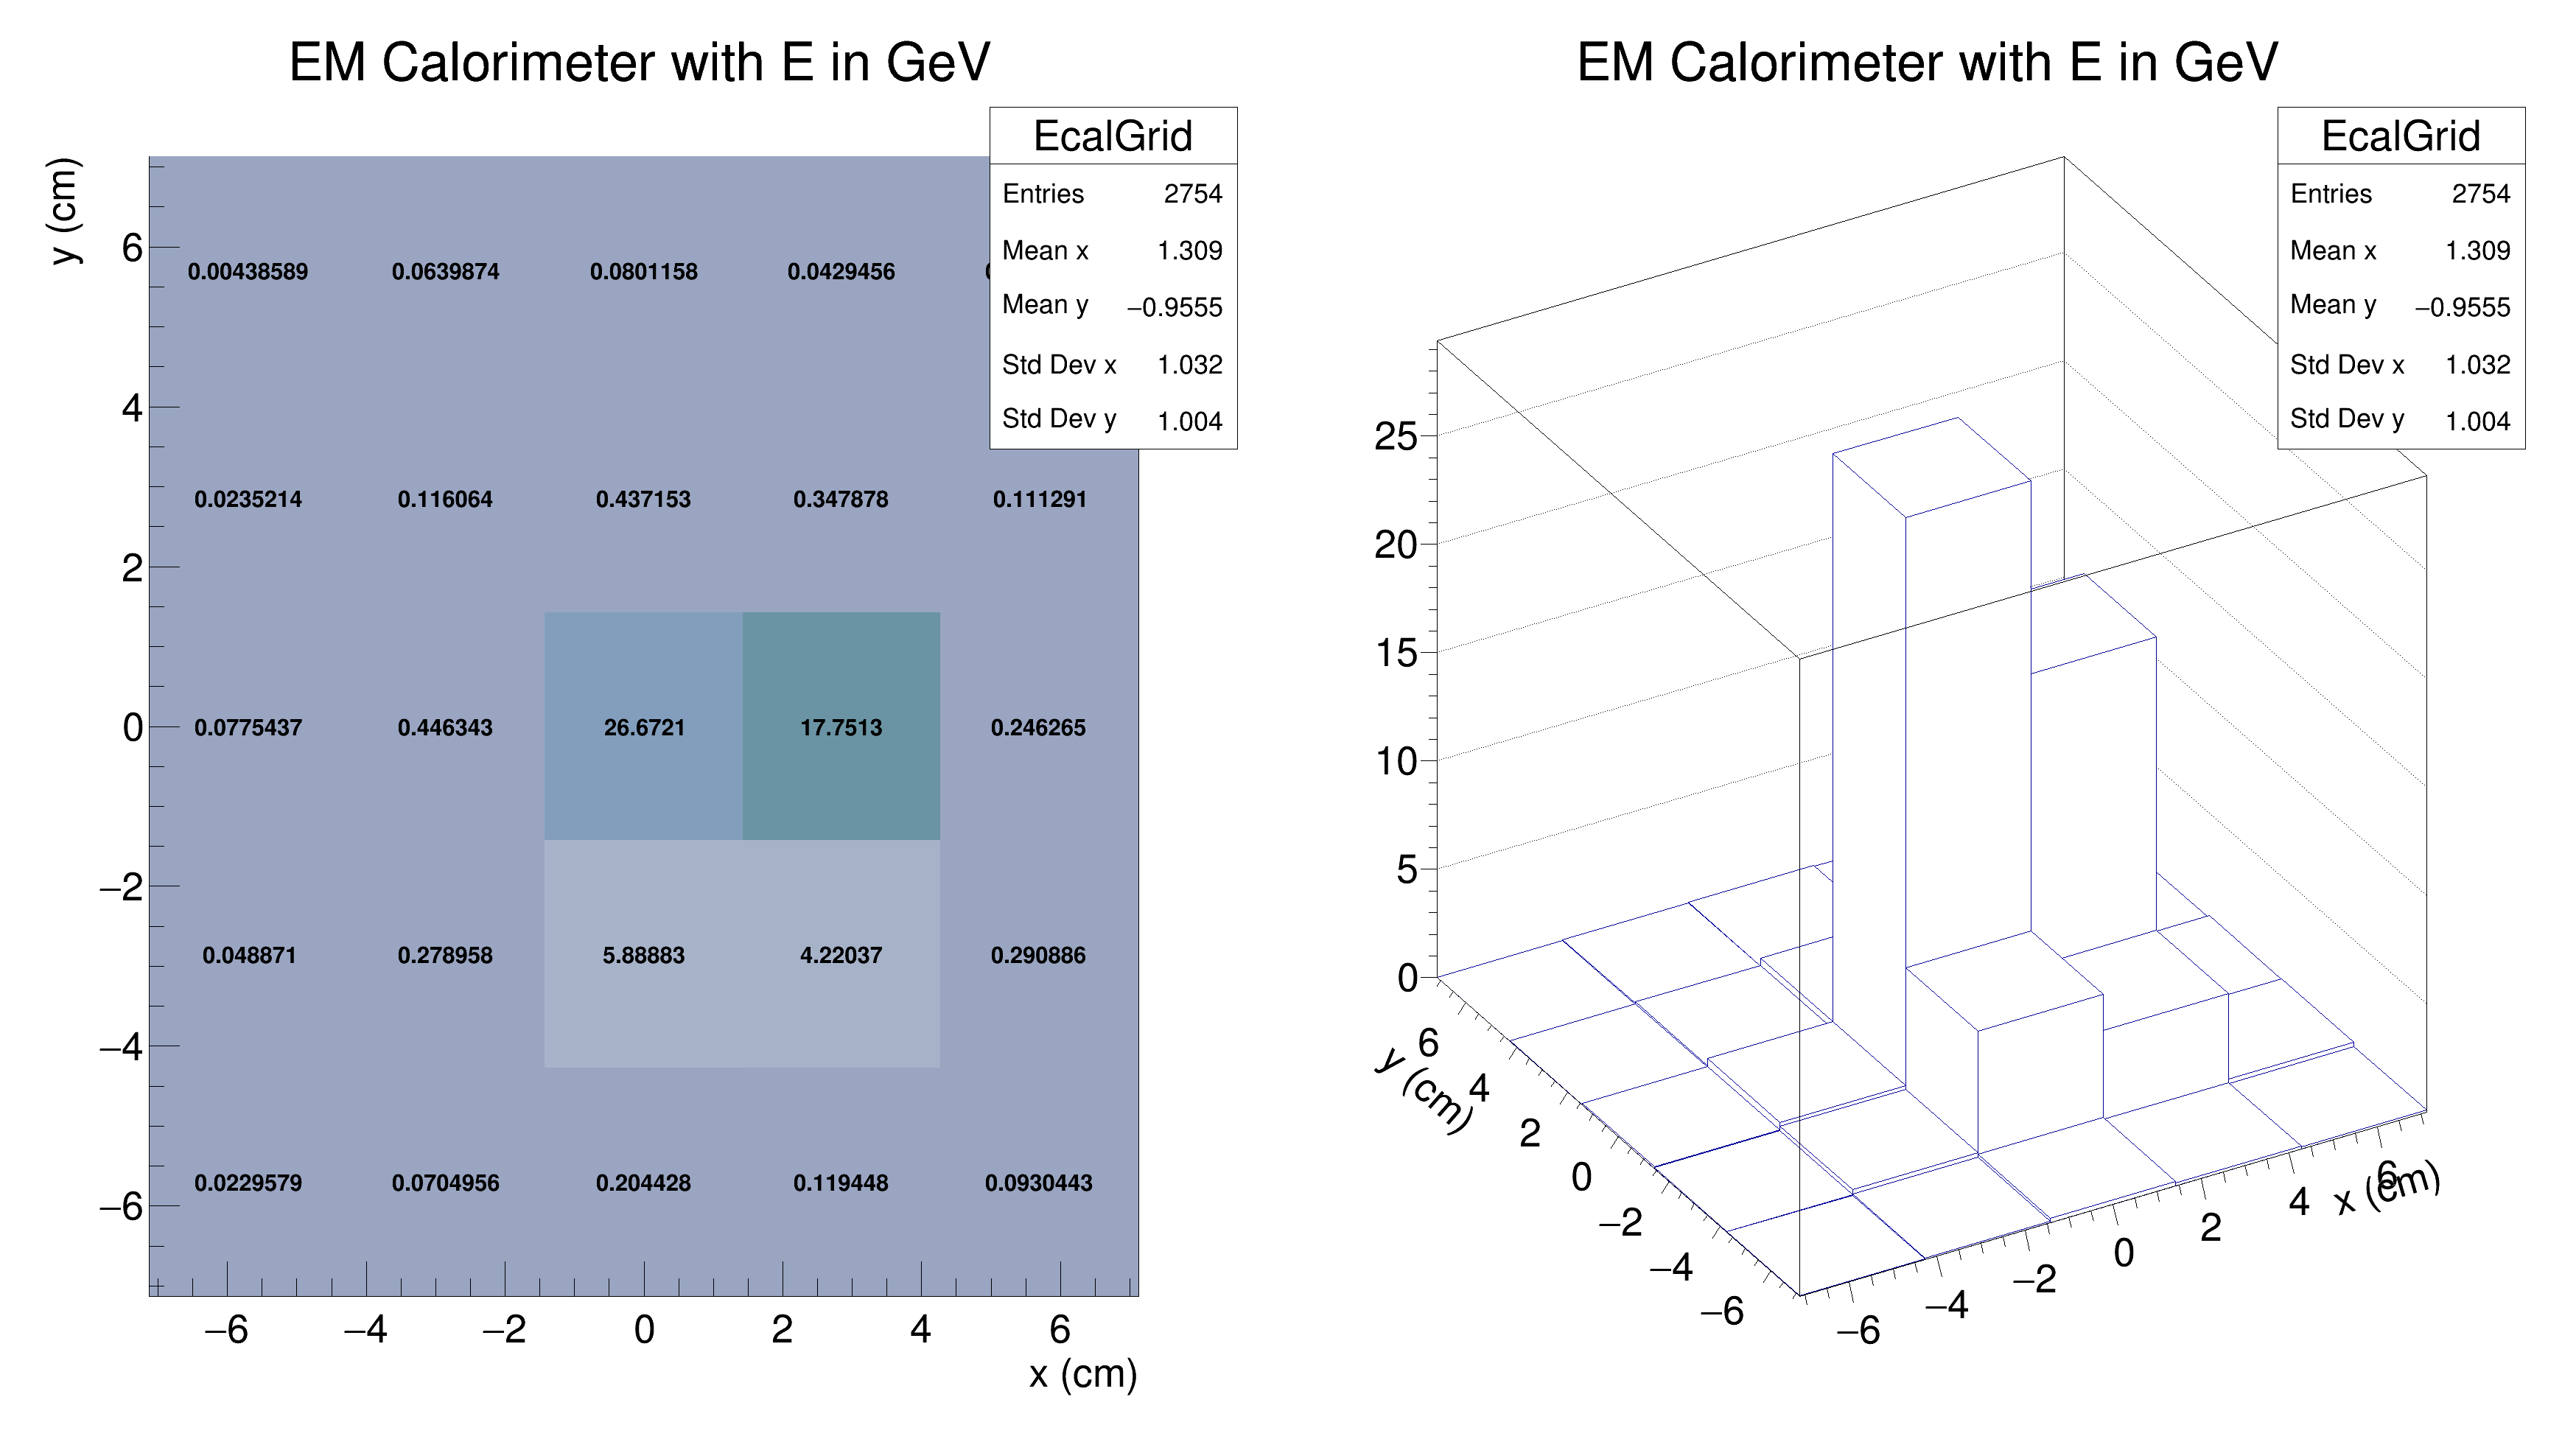 EM Calorimeter with E in GeV
EcalGrid
Entries 2754
Mean x 1.309
Mean y −0.9555
Std Dev x 1.032
Std Dev y 1.004
y (cm)
6
4
2
0
−2
−4
−6
0.00438589 0.0639874 0.0801158 0.0429456
0.0235214 0.116064 0.437153 0.347878 0.111291
0.0775437 0.446343 26.6721 17.7513 0.246265
0.048871 0.278958 5.88883 4.22037 0.290886
0.0229579 0.0704956 0.204428 0.119448 0.0930443
−6 −4 −2 0 2 4 6
x (cm)
EM Calorimeter with E in GeV
EcalGrid
Entries 2754
Mean x 1.309
Mean y −0.9555
Std Dev x 1.032
Std Dev y 1.004
25
20
15
10
5
0
6
4
2
0
−2
−4
−6
y (cm)
−6 −4 −2 0 2 4 6
x (cm)